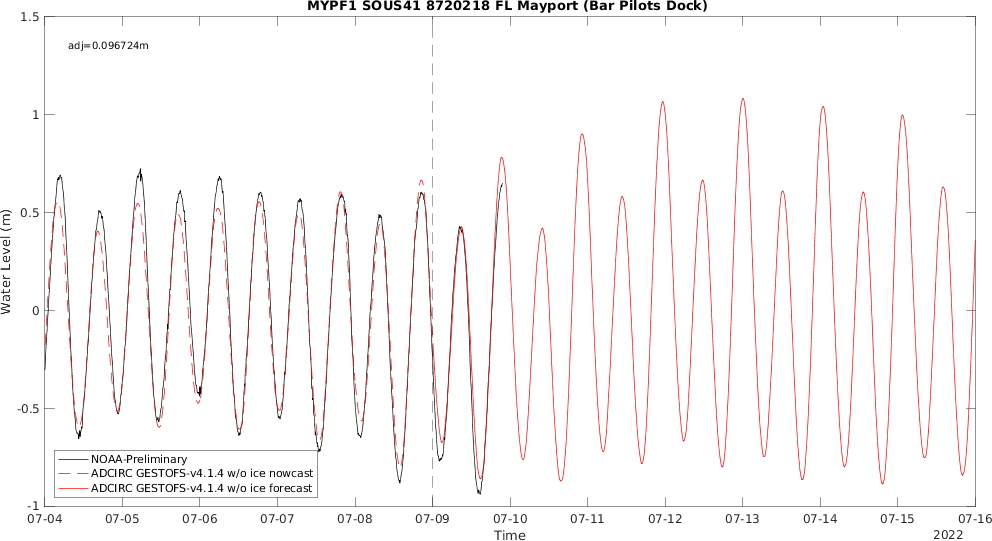 MYPF1 SOUS41 8720218 FL Mayport (Bar Pilots Dock)
1.5
adj=0.096724m
1
0.5
Water Level (m)
0
-0.5
NOAA-Preliminary
ADCIRC GESTOFS-v4.1.4 w/o ice nowcast
ADCIRC GESTOFS-v4.1.4 w/o ice forecast
-1
07-04 07-05 07-06 07-07 07-08 07-09 07-10 07-11 07-12 07-13 07-14 07-15 07-16
Time
2022